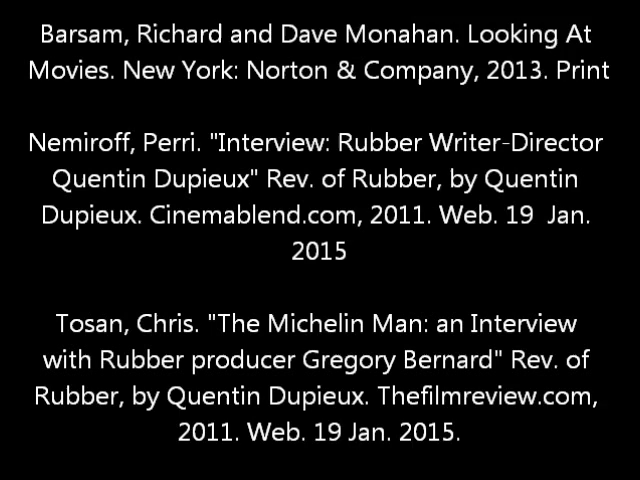 Barsam, Richard and Dave Monahan. Looking At
Movies. New York: Norton & Company, 2013. Print
Nemiroff, Perri. "Interview: Rubber Writer-Director
Quentin Dupieux" Rev. of Rubber, by Quentin
Dupieux. Cinemablend.com, 2011. Web. 19  Jan.
2015
Tosan, Chris. "The Michelin Man: an Interview
with Rubber producer Gregory Bernard" Rev. of
Rubber, by Quentin Dupieux. Thefilmreview.com,
2011. Web. 19 Jan. 2015.